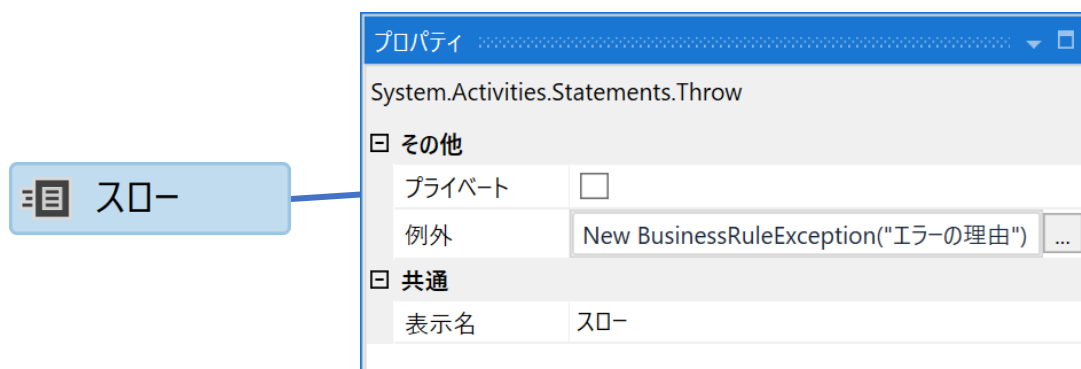 スロー
プロパティ
System.Activities.Statements.Throw
その他
プライベート
例外 New BusinessRuleException("エラーの理由") ...
共通
表示名 スロー